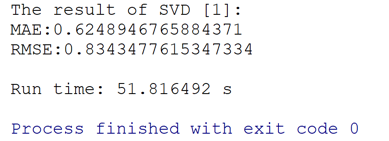 The result of SVD [1]:
MAE:0.6248946765884371
RMSE:0.8343477615347334
Run time: 51.816492 s
Process finished with exit code 0